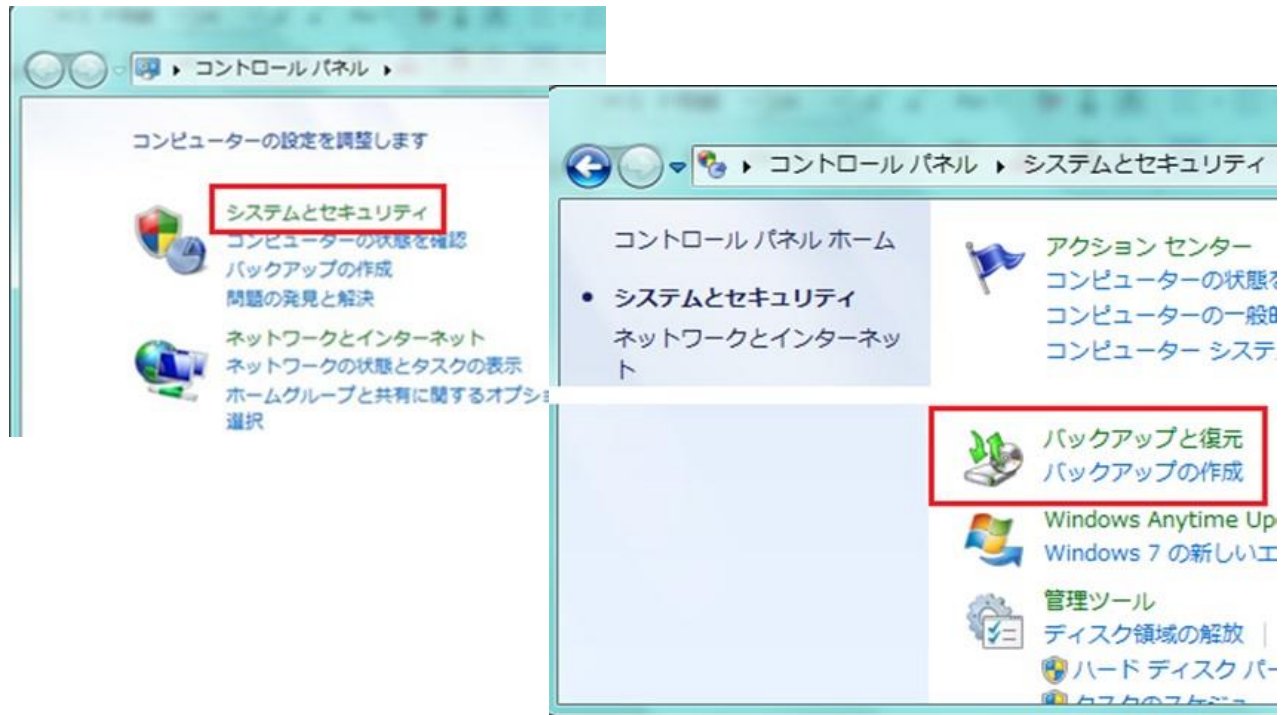 コントロール パネル
コンピューターの設定を調整します
システムとセキュリティ
コンピューターの状態を確認
バックアップの作成
問題の発見と解決
ネットワークとインターネット
ネットワークの状態とタスクの表示
ホームグループと共有に関するオプショ
選択
コントロール パネル システムとセキュリティ
コントロール パネル ホーム
システムとセキュリティ
ネットワークとインターネッ
ト
アクション センター
コンピューターの状態を
コンピューターの一般的
コンピューター システ
バックアップと復元
バックアップの作成
Windows Anytime Up
Windows 7 の新しいエ
管理ツール
ディスク領域の解放
ハード ディスク パー
タスクのスケジュ